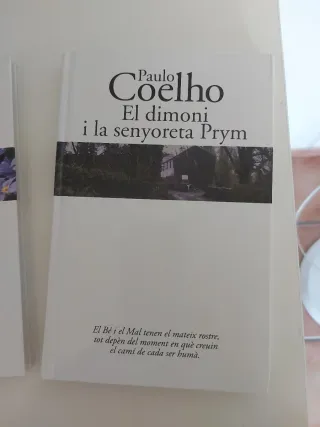 Paulo
Coelho
El dimoni
i la senyoreta Prym
El Bé i el Mal tenen el mateix rostre,
tot depèn del moment en què creuin
el camí de cada ser humà.